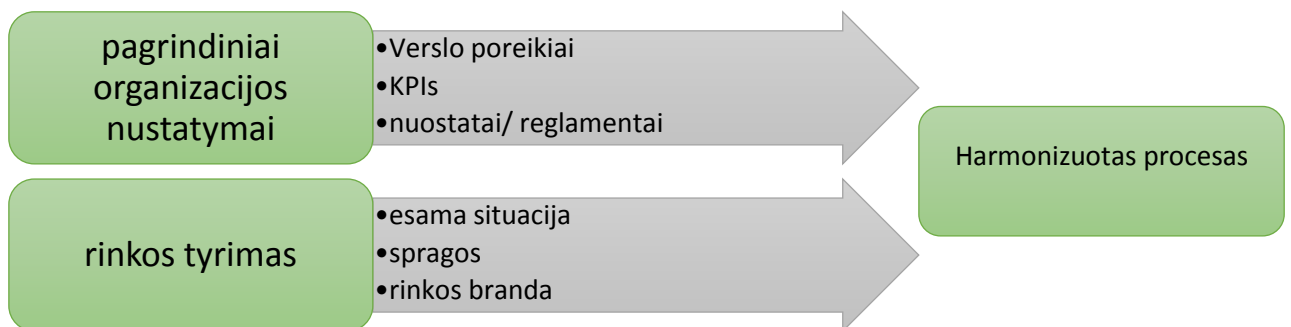 pagrindiniai
organizacijos
nustatymai
•Verslo poreikiai
•KPIs
•nuostatai/ reglamentai
Harmonizuotas procesas
rinkos tyrimas
•esama situacija
•spragos
•rinkos branda